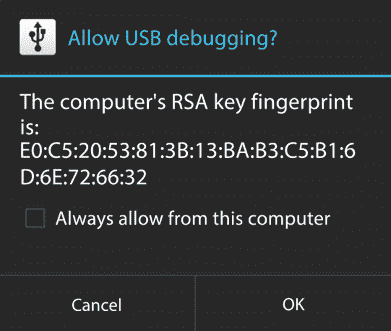 Allow USB debugging?
The computer's RSA key fingerprint
is:
E0:C5:20:53:81:3B:13:BA:B3:C5:B1:6
D:6E:72:66:32
Always allow from this computer
Cancel
OK